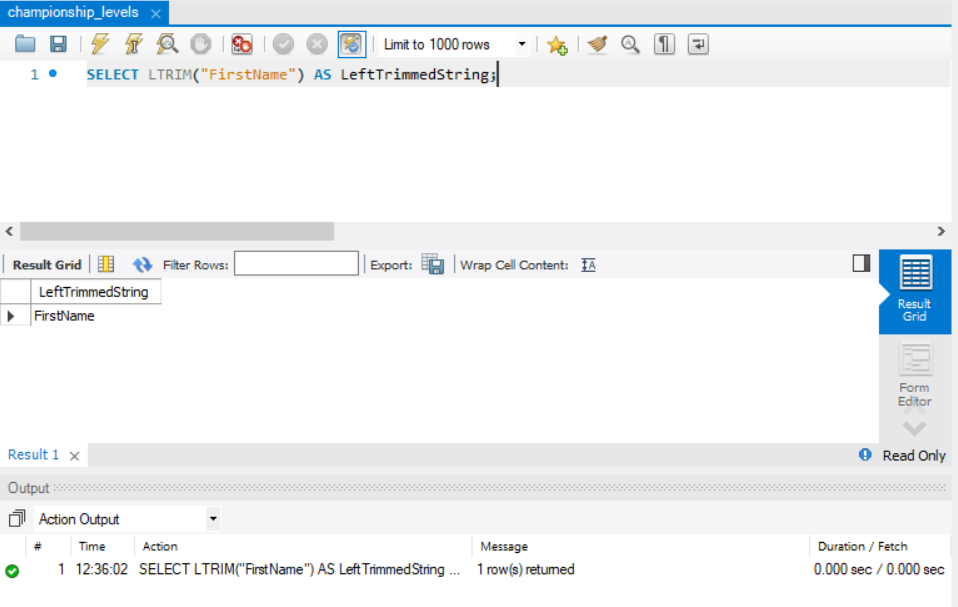 championship_levels ×
Limit to 1000 rows
1 SELECT LTRIM("FirstName") AS LeftTrimmedString;
Result Grid Filter Rows: Export: Wrap Cell Content: IA
LeftTrimmedString
FirstName
Result
Grid
Form
Editor
Result 1 × Read Only
Output
Action Output
# Time Action Message Duration / Fetch
1 12:36:02 SELECT LTRIM("FirstName") AS LeftTrimmedString ... 1 row(s) returned 0.000 sec / 0.000 sec